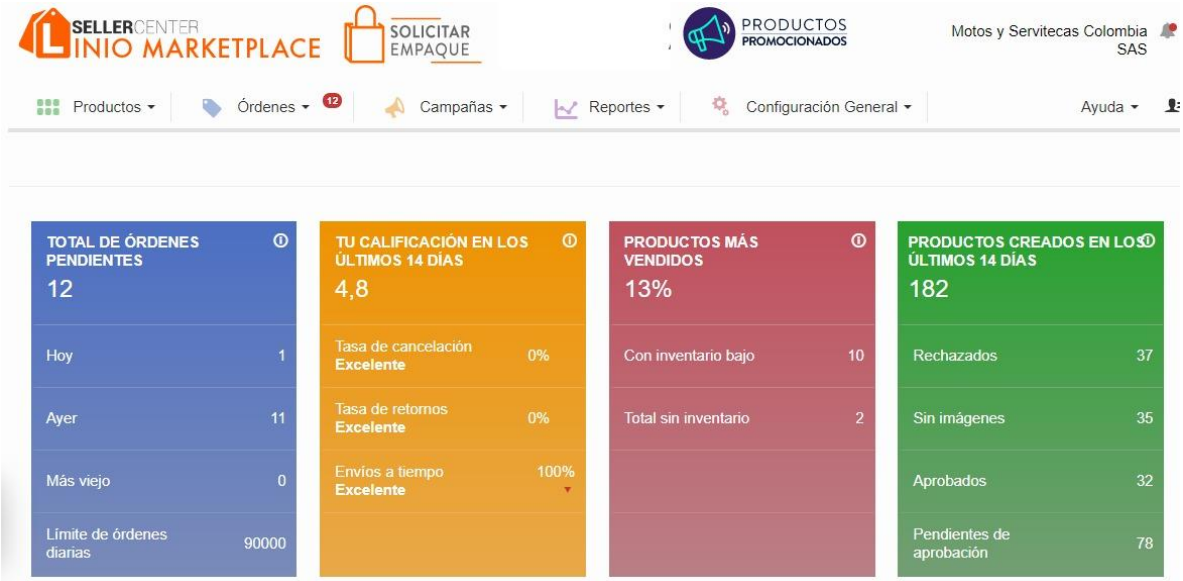 SELLERCENTER
LINIO MARKETPLACE
SOLICITAR
EMPAQUE
PRODUCTOS
PROMOCIONADOS
Motos y Servitecas Colombia
SAS
Productos
Órdenes 12
Campañas
Reportes
Configuración General
Ayuda
TOTAL DE ÓRDENES
PENDIENTES
12
Hoy 1
Ayer 11
Más viejo 0
Límite de órdenes
diarias 90000
TU CALIFICACIÓN EN LOS
ÚLTIMOS 14 DÍAS
4,8
Tasa de cancelación 0%
Excelente
Tasa de retornos 0%
Excelente
Envíos a tiempo 100%
Excelente
PRODUCTOS MÁS
VENDIDOS
13%
Con inventario bajo 10
Total sin inventario 2
PRODUCTOS CREADOS EN LOS
ÚLTIMOS 14 DÍAS
182
Rechazados 37
Sin imágenes 35
Aprobados 32
Pendientes de
aprobación 78